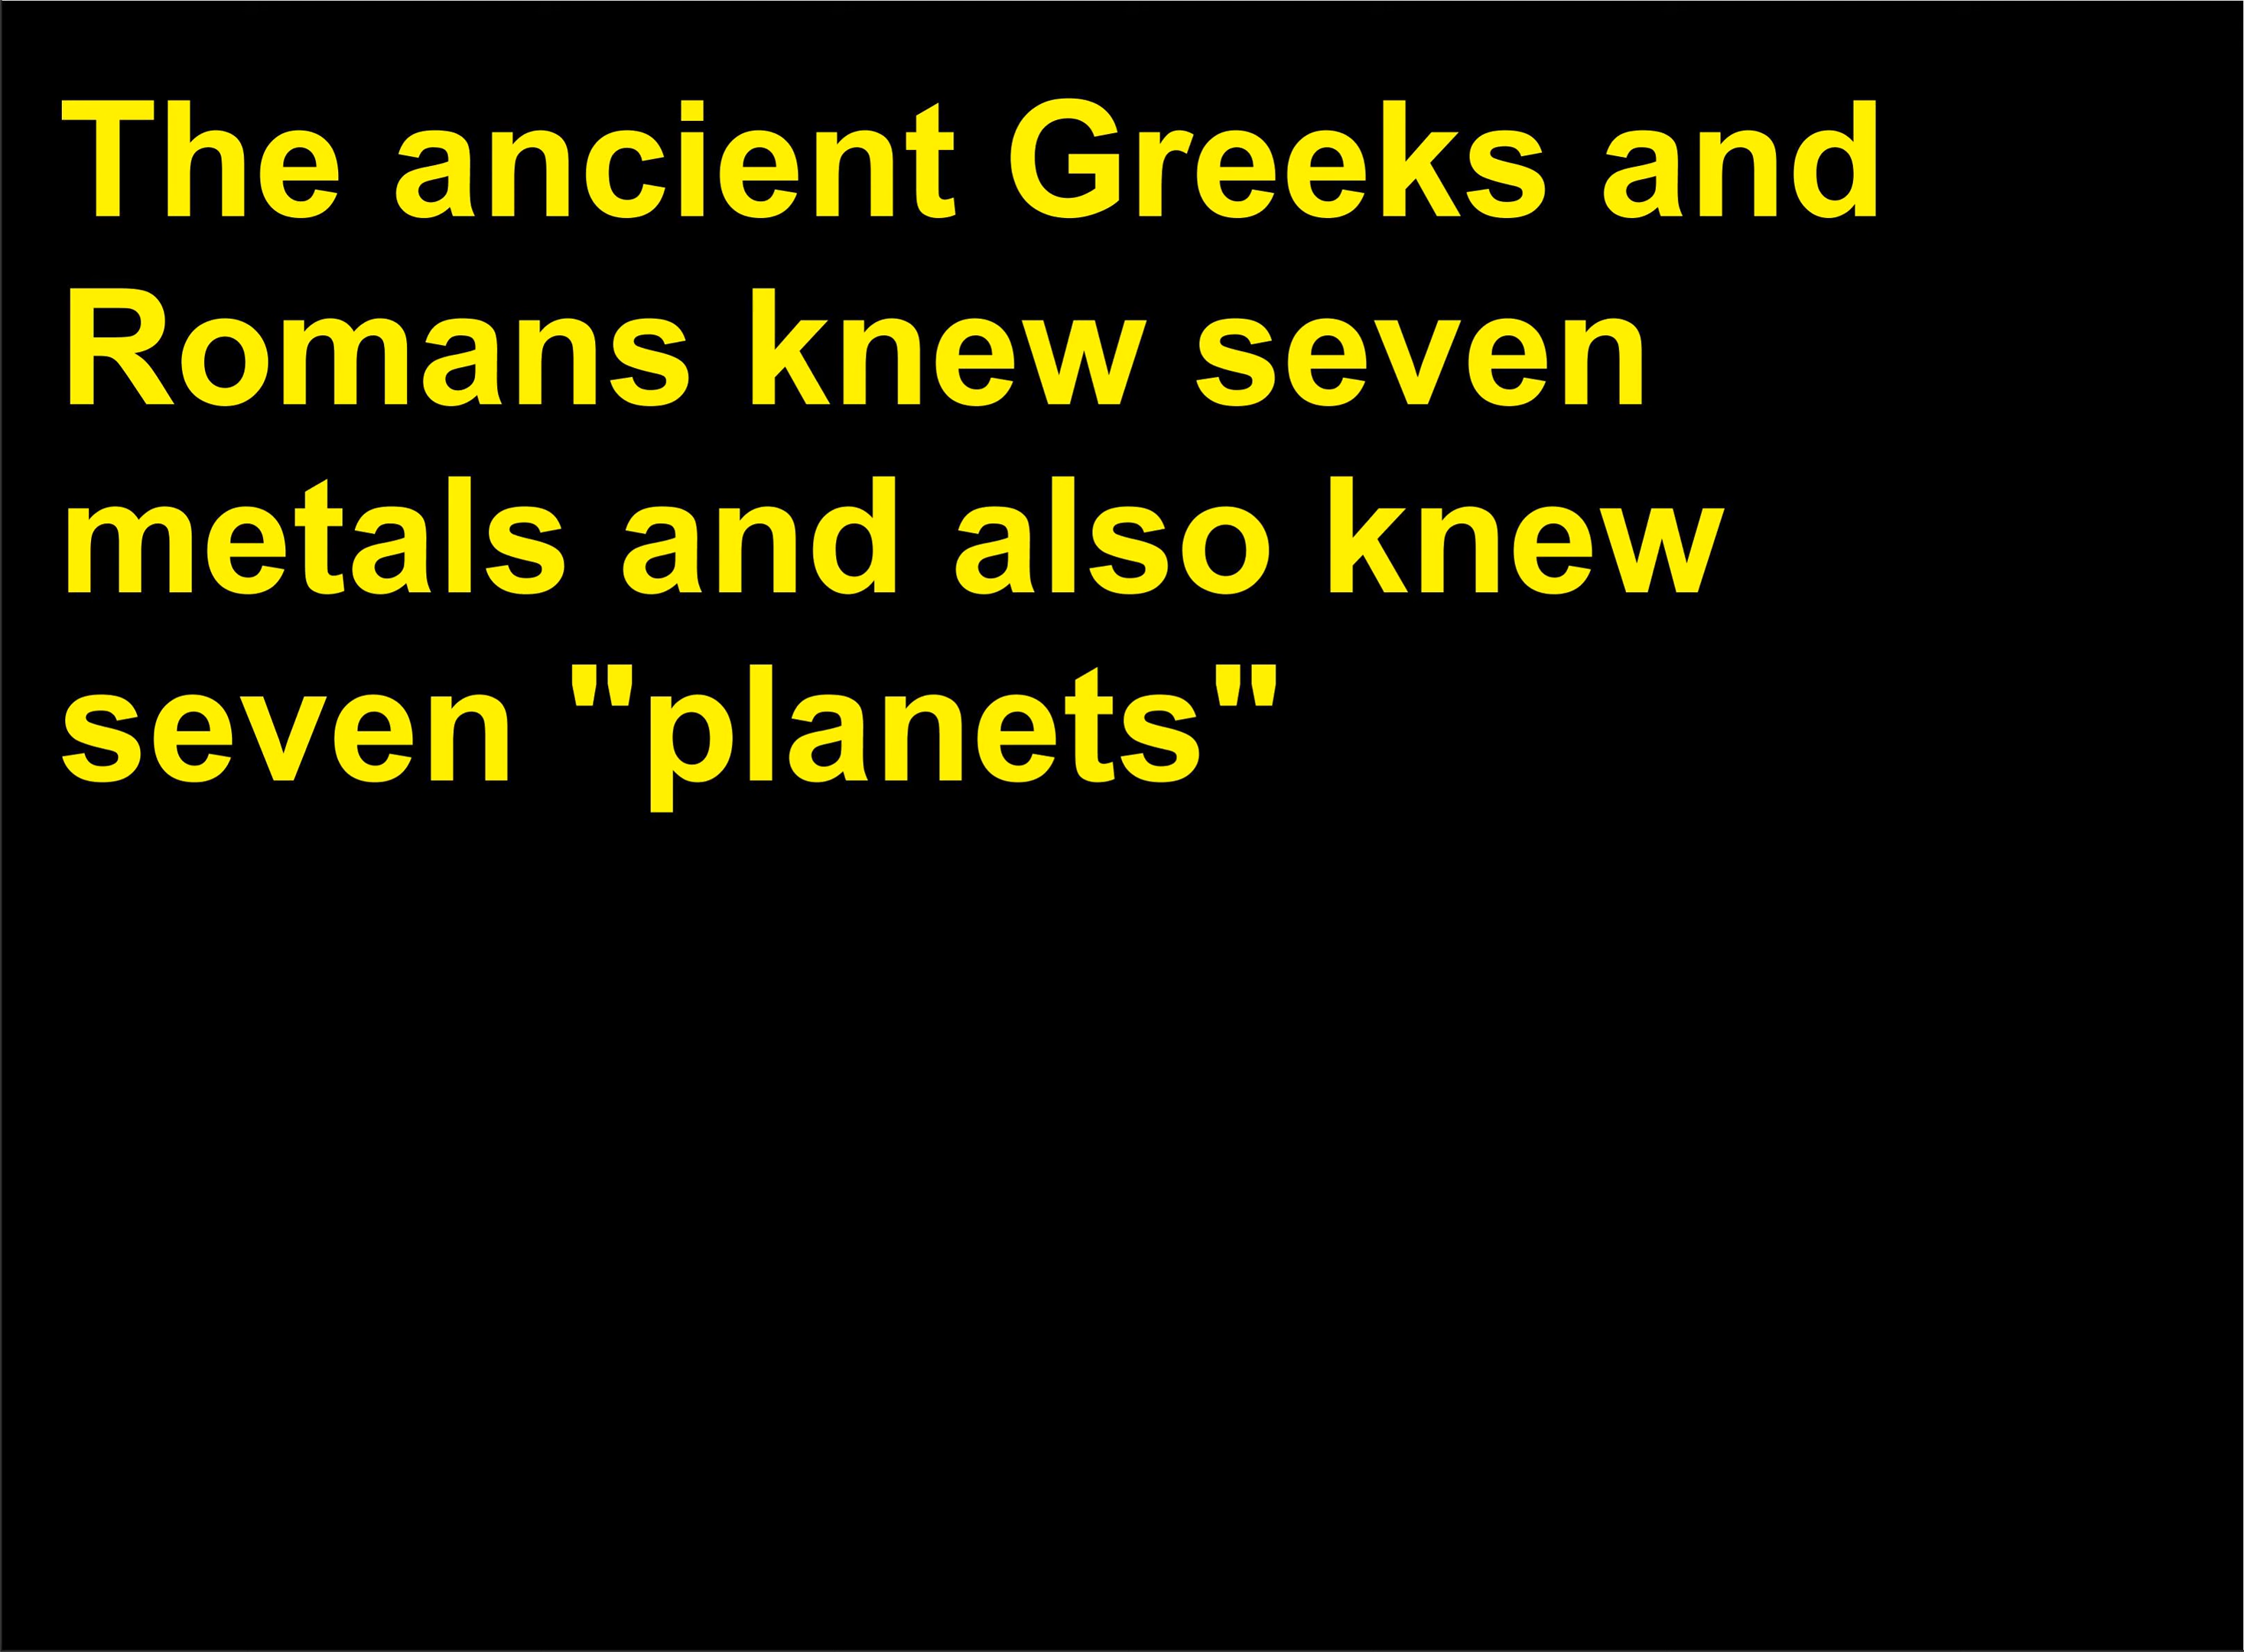 The ancient Greeks and
Romans knew seven
metals and also knew
seven "planets"